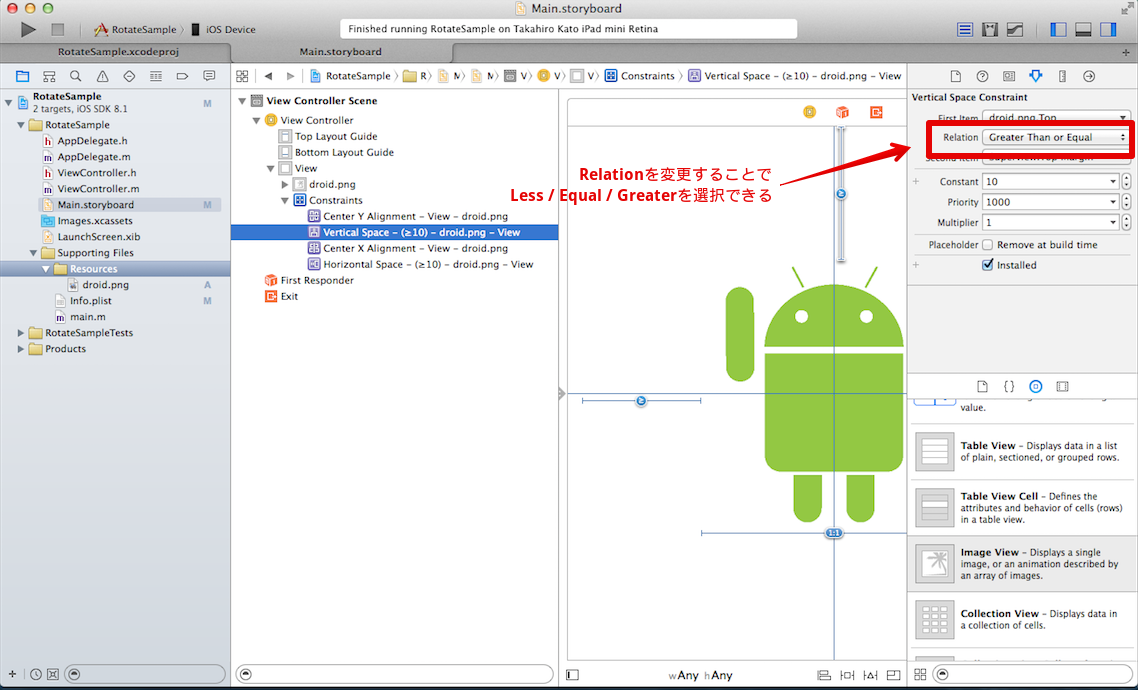 Main.storyboard
RotateSample
iOS Device
Finished running RotateSample on Takahiro Kato iPad mini Retina
RotateSample.xcodeproj
Main.storyboard
RotateSample
R
M
M
V
V
V
Constraints
Vertical Space - (≥10) - droid.png - View
RotateSample
2 targets, iOS SDK 8.1
M
RotateSample
h AppDelegate.h
m AppDelegate.m
h ViewController.h
m ViewController.m
Main.storyboard
M
Images.xcassets
LaunchScreen.xib
Supporting Files
Resources
droid.png
A
Info.plist
M
m main.m
RotateSampleTests
Products
View Controller Scene
View Controller
Top Layout Guide
Bottom Layout Guide
View
droid.png
Constraints
Center Y Alignment - View - droid.png
Vertical Space - (≥10) - droid.png - View
Center X Alignment - View - droid.png
Horizontal Space - (≥10) - droid.png - View
First Responder
Exit
Relationを変更することで
Less / Equal / Greaterを選択できる
≥
≥
1:1
wAny hAny
Vertical Space Constraint
First Item droid.png.Top
Relation Greater Than or Equal
Second Item Superview.Top Margin
Constant 10
Priority 1000
Multiplier 1
Placeholder Remove at build time
Installed
value.
Table View - Displays data in a list
of plain, sectioned, or grouped rows.
Table View Cell - Defines the
attributes and behavior of cells (rows)
in a table view.
Image View - Displays a single
image, or an animation described by
an array of images.
Collection View - Displays data in
a collection of cells.